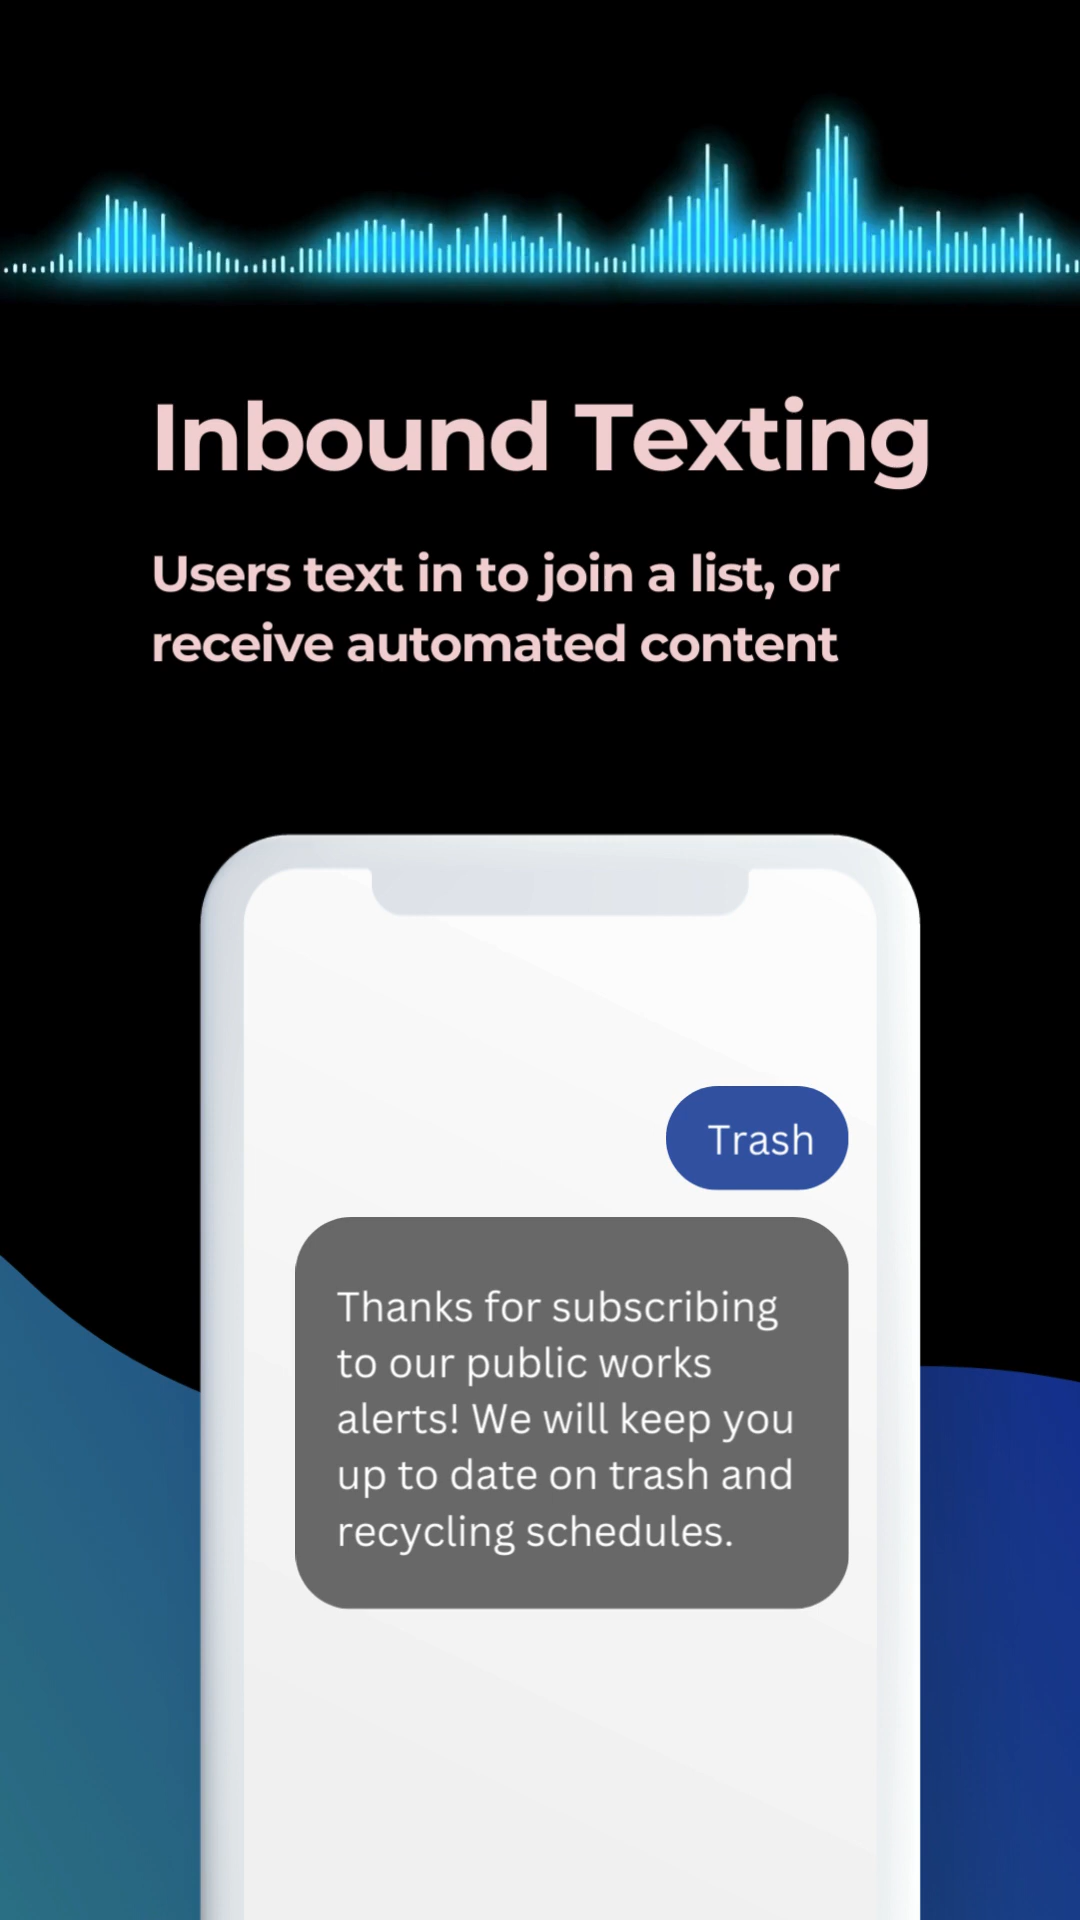 Inbound Texting
Users text in to join a list, or
receive automated content
Trash
Thanks for subscribing
to our public works
alerts! We will keep you
up to date on trash and
recycling schedules.